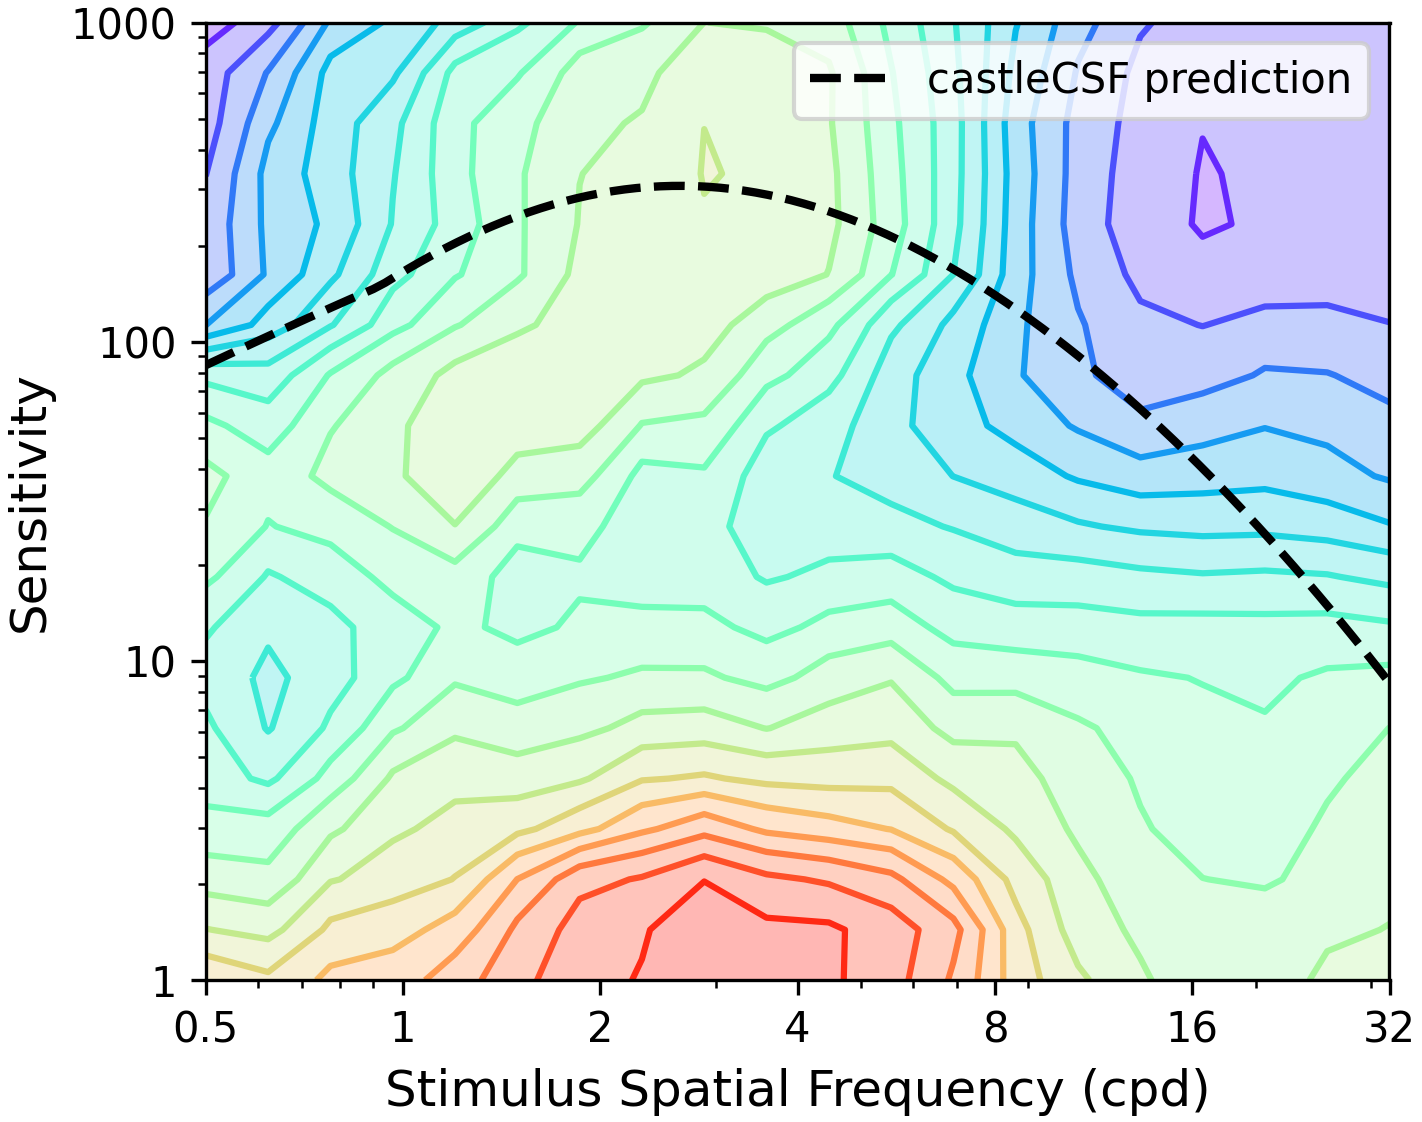 1000
100
10
1
Sensitivity
castleCSF prediction
0.5 1 2 4 8 16 32
Stimulus Spatial Frequency (cpd)